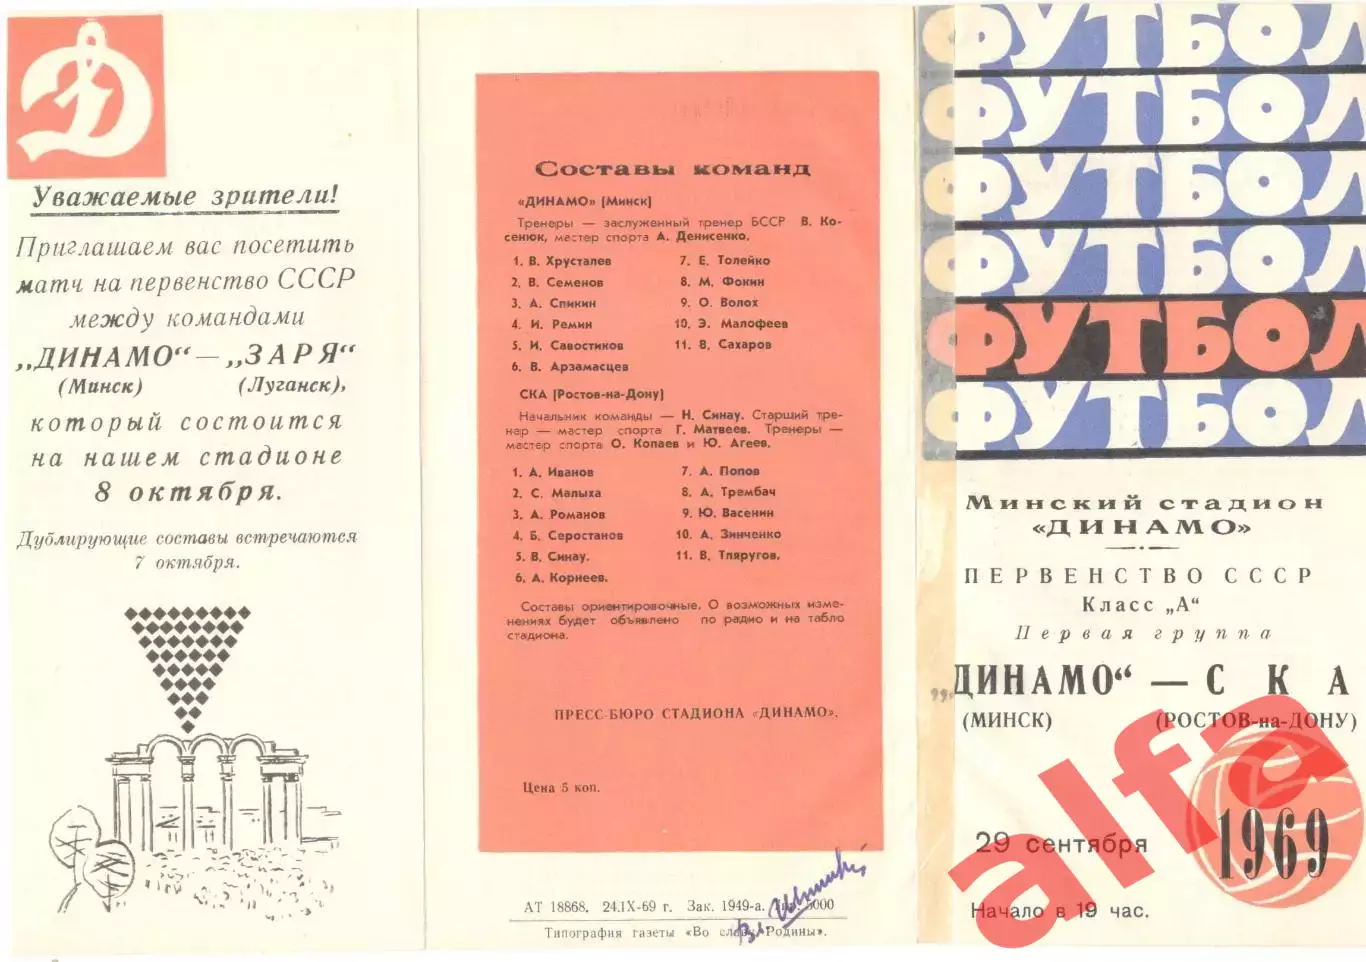 Уважаемые зрители!
Приглашаем вас посетить
матч на первенство СССР
между командами
„ДИНАМО“ — „ЗАРЯ“
(Минск) (Луганск),
который состоится
на нашем стадионе
8 октября.
Дублирующие составы встречаются
7 октября.
Составы команд
«ДИНАМО» (Минск)
Тренеры — заслуженный тренер БССР В. Ко-
сенюк, мастер спорта А. Денисенко.
1. В. Хрусталев
2. В. Семенов
3. А. Спикин
4. И. Ремин
5. И. Савостиков
6. В. Арзамасцев
7. Е. Толейко
8. М. Фокин
9. О. Волох
10. Э. Малофеев
11. В. Сахаров
СКА (Ростов-на-Дону)
Начальник команды — Н. Синау. Старший тре-
нер — мастер спорта Г. Матвеев. Тренеры —
мастер спорта О. Копаев и Ю. Агеев.
1. А. Иванов
2. С. Малыха
3. А. Романов
4. Б. Серостанов
5. В. Синау.
6. А. Корнеев.
7. А. Попов
8. А. Трембач
9. Ю. Васенин
10. А. Зинченко
11. В. Тляругов.
Составы ориентировочные. О возможных изме-
нениях будет объявлено по радио и на табло
стадиона.
ПРЕСС-БЮРО СТАДИОНА «ДИНАМО».
Цена 5 коп.
АТ 18868. 24.IX-69 г. Зак. 1949-а. 5000
Типография газеты «Во славу Родины».
ФУТБОЛ
ФУТБОЛ
ФУТБОЛ
ФУТБОЛ
ФУТБОЛ
ФУТБОЛ
Минский стадион
«ДИНАМО»
ПЕРВЕНСТВО СССР
Класс „А“
Первая группа
„ДИНАМО“ — СКА
(МИНСК) (РОСТОВ-на-ДОНУ)
29 сентября 1969
Начало в 19 час.
alfa